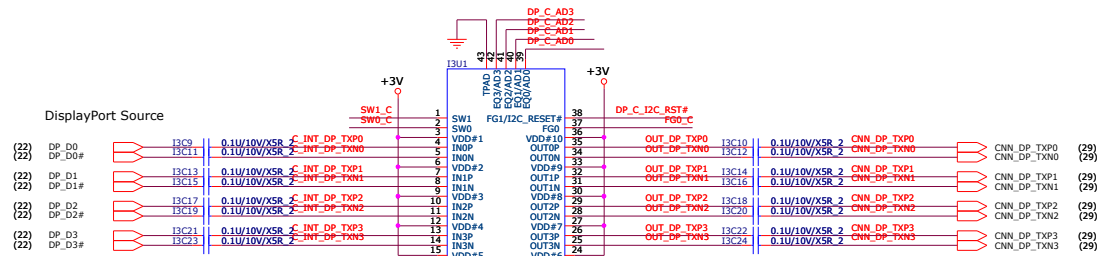 DP_C_AD3
DP_C_AD2
DP_C_AD1
DP_C_AD0
43 42 41 40 39
I3U1
+3V +3V
TPAD EQ3/AD3 EQ2/AD2 EQ1/AD1 EQ0/AD0
DisplayPort Source
SW1_C 1 SW1 FG1/I2C_RESET# 38 DP_C_I2C_RST#
SW0_C 2 SW0 FG0 37 FG0_C
3 VDD#1 VDD#10 36
(22) DP_D0 I3C9 0.1U/10V/X5R_2 C_INT_DP_TXP0 4 IN0P OUT0P 35 OUT_DP_TXP0 I3C10 0.1U/10V/X5R_2 CNN_DP_TXP0 CNN_DP_TXP0 (29)
(22) DP_D0# I3C11 0.1U/10V/X5R_2 C_INT_DP_TXN0 5 IN0N OUT0N 34 OUT_DP_TXN0 I3C12 0.1U/10V/X5R_2 CNN_DP_TXN0 CNN_DP_TXN0 (29)
6 VDD#2 VDD#9 33
(22) DP_D1 I3C13 0.1U/10V/X5R_2 C_INT_DP_TXP1 7 IN1P OUT1P 32 OUT_DP_TXP1 I3C14 0.1U/10V/X5R_2 CNN_DP_TXP1 CNN_DP_TXP1 (29)
(22) DP_D1# I3C15 0.1U/10V/X5R_2 C_INT_DP_TXN1 8 IN1N OUT1N 31 OUT_DP_TXN1 I3C16 0.1U/10V/X5R_2 CNN_DP_TXN1 CNN_DP_TXN1 (29)
9 VDD#3 VDD#8 30
(22) DP_D2 I3C17 0.1U/10V/X5R_2 C_INT_DP_TXP2 10 IN2P OUT2P 29 OUT_DP_TXP2 I3C18 0.1U/10V/X5R_2 CNN_DP_TXP2 CNN_DP_TXP2 (29)
(22) DP_D2# I3C19 0.1U/10V/X5R_2 C_INT_DP_TXN2 11 IN2N OUT2N 28 OUT_DP_TXN2 I3C20 0.1U/10V/X5R_2 CNN_DP_TXN2 CNN_DP_TXN2 (29)
12 VDD#4 VDD#7 27
(22) DP_D3 I3C21 0.1U/10V/X5R_2 C_INT_DP_TXP3 13 IN3P OUT3P 26 OUT_DP_TXP3 I3C22 0.1U/10V/X5R_2 CNN_DP_TXP3 CNN_DP_TXP3 (29)
(22) DP_D3# I3C23 0.1U/10V/X5R_2 C_INT_DP_TXN3 14 IN3N OUT3N 25 OUT_DP_TXN3 I3C24 0.1U/10V/X5R_2 CNN_DP_TXN3 CNN_DP_TXN3 (29)
15 VDD#5 VDD#6 24